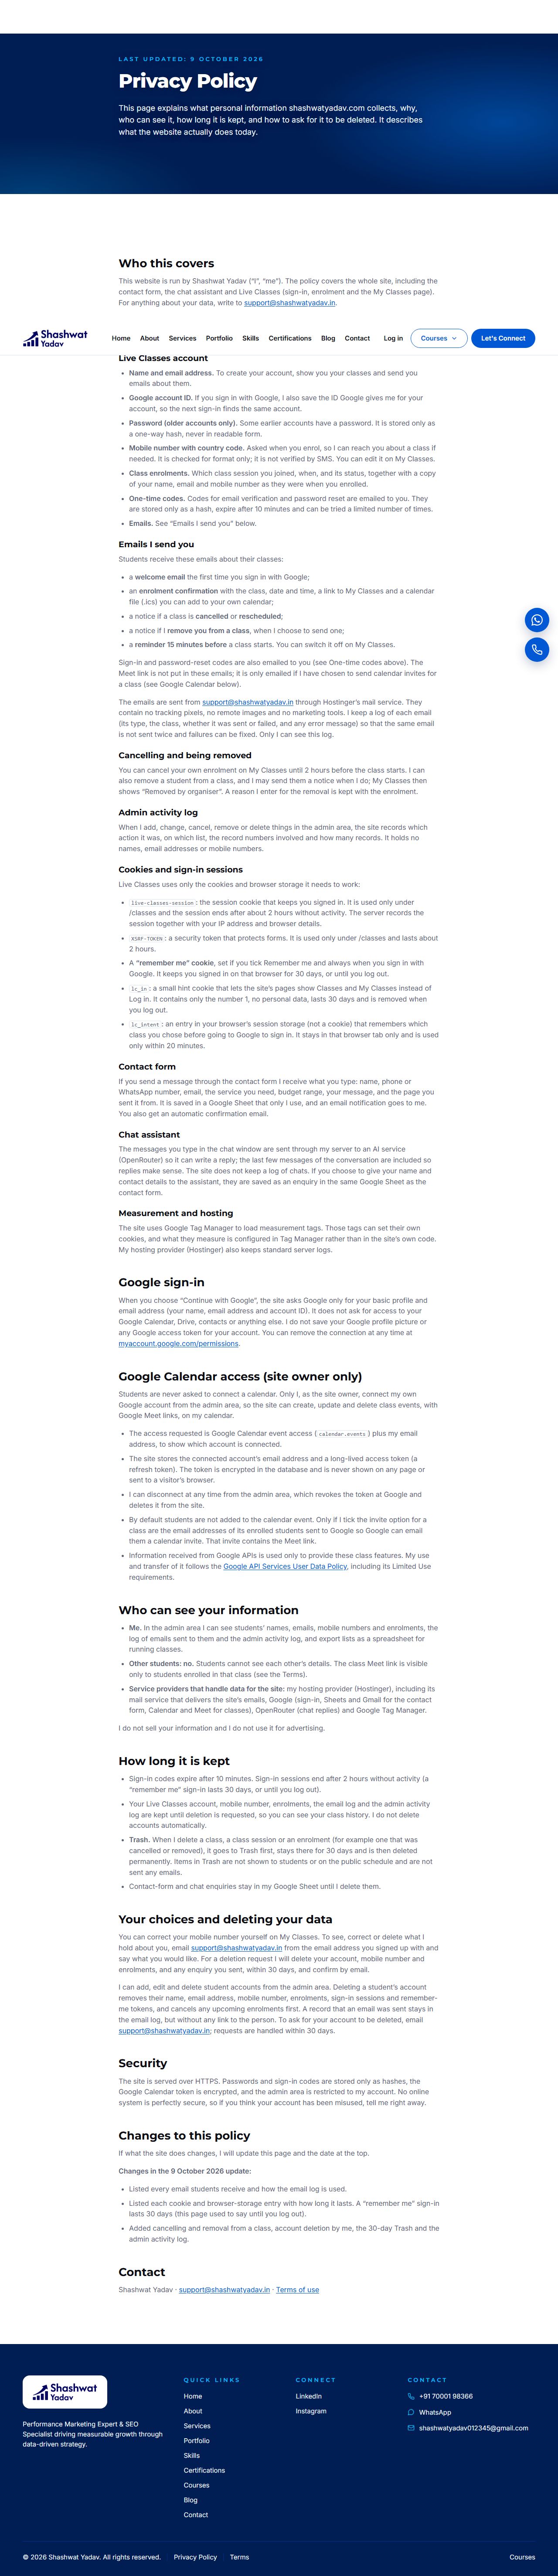 LAST UPDATED: 9 OCTOBER 2026
Privacy Policy
This page explains what personal information shashwatyadav.com collects, why,
who can see it, how long it is kept, and how to ask for it to be deleted. It describes
what the website actually does today.
Who this covers
This website is run by Shashwat Yadav (“I”, “me”). The policy covers the whole site, including the
contact form, the chat assistant and Live Classes (sign-in, enrolment and the My Classes page).
For anything about your data, write to support@shashwatyadav.in.
Shashwat
Yadav
Home About Services Portfolio Skills Certifications Blog Contact Log in Courses Let's Connect
Live Classes account
• Name and email address. To create your account, show you your classes and send you
emails about them.
• Google account ID. If you sign in with Google, I also save the ID Google gives me for your
account, so the next sign-in finds the same account.
• Password (older accounts only). Some earlier accounts have a password. It is stored only as
a one-way hash, never in readable form.
• Mobile number with country code. Asked when you enrol, so I can reach you about a class if
needed. It is checked for format only; it is not verified by SMS. You can edit it on My Classes.
• Class enrolments. Which class session you joined, when, and its status, together with a copy
of your name, email and mobile number as they were when you enrolled.
• One-time codes. Codes for email verification and password reset are emailed to you. They
are stored only as a hash, expire after 10 minutes and can be tried a limited number of times.
• Emails. See “Emails I send you” below.
Emails I send you
Students receive these emails about their classes:
• a welcome email the first time you sign in with Google;
• an enrolment confirmation with the class, date and time, a link to My Classes and a calendar
file (.ics) you can add to your own calendar;
• a notice if a class is cancelled or rescheduled;
• a notice if I remove you from a class, when I choose to send one;
• a reminder 15 minutes before a class starts. You can switch it off on My Classes.
Sign-in and password-reset codes are also emailed to you (see One-time codes above). The
Meet link is not put in these emails; it is only emailed if I have chosen to send calendar invites for
a class (see Google Calendar below).
The emails are sent from support@shashwatyadav.in through Hostinger’s mail service. They
contain no tracking pixels, no remote images and no marketing tools. I keep a log of each email
(its type, the class, whether it was sent or failed, and any error message) so that the same email
is not sent twice and failures can be fixed. Only I can see this log.
Cancelling and being removed
You can cancel your own enrolment on My Classes until 2 hours before the class starts. I can
also remove a student from a class, and I may send them a notice when I do; My Classes then
shows “Removed by organiser”. A reason I enter for the removal is kept with the enrolment.
Admin activity log
When I add, change, cancel, remove or delete things in the admin area, the site records which
action it was, on which list, the record numbers involved and how many records. It holds no
names, email addresses or mobile numbers.
Cookies and sign-in sessions
Live Classes uses only the cookies and browser storage it needs to work:
• live-classes-session: the session cookie that keeps you signed in. It is used only under
/classes and the session ends after about 2 hours without activity. The server records the
session together with your IP address and browser details.
• XSRF-TOKEN: a security token that protects forms. It is used only under /classes and lasts about
2 hours.
• A “remember me” cookie, set if you tick Remember me and always when you sign in with
Google. It keeps you signed in on that browser for 30 days, or until you log out.
• lc_in: a small hint cookie that lets the site’s pages show Classes and My Classes instead of
Log in. It contains only the number 1, no personal data, lasts 30 days and is removed when
you log out.
• lc_intent: an entry in your browser’s session storage (not a cookie) that remembers which
class you chose before going to Google to sign in. It stays in that browser tab only and is used
only within 20 minutes.
Contact form
If you send a message through the contact form I receive what you type: name, phone or
WhatsApp number, email, the service you need, budget range, your message, and the page you
sent it from. It is saved in a Google Sheet that only I use, and an email notification goes to me.
You also get an automatic confirmation email.
Chat assistant
The messages you type in the chat window are sent through my server to an AI service
(OpenRouter) so it can write a reply; the last few messages of the conversation are included so
replies make sense. The site does not keep a log of chats. If you choose to give your name and
contact details to the assistant, they are saved as an enquiry in the same Google Sheet as the
contact form.
Measurement and hosting
The site uses Google Tag Manager to load measurement tags. Those tags can set their own
cookies, and what they measure is configured in Tag Manager rather than in the site’s own code.
My hosting provider (Hostinger) also keeps standard server logs.
Google sign-in
When you choose “Continue with Google”, the site asks Google only for your basic profile and
email address (your name, email address and account ID). It does not ask for access to your
Google Calendar, Drive, contacts or anything else. I do not save your Google profile picture or
any Google access token for your account. You can remove the connection at any time at
myaccount.google.com/permissions.
Google Calendar access (site owner only)
Students are never asked to connect a calendar. Only I, as the site owner, connect my own
Google account from the admin area, so the site can create, update and delete class events, with
Google Meet links, on my calendar.
• The access requested is Google Calendar event access (calendar.events) plus my email
address, to show which account is connected.
• The site stores the connected account’s email address and a long-lived access token (a
refresh token). The token is encrypted in the database and is never shown on any page or
sent to a visitor’s browser.
• I can disconnect at any time from the admin area, which revokes the token at Google and
deletes it from the site.
• By default students are not added to the calendar event. Only if I tick the invite option for a
class are the email addresses of its enrolled students sent to Google so Google can email
them a calendar invite. That invite contains the Meet link.
• Information received from Google APIs is used only to provide these class features. My use
and transfer of it follows the Google API Services User Data Policy, including its Limited Use
requirements.
Who can see your information
• Me. In the admin area I can see students’ names, emails, mobile numbers and enrolments, the
log of emails sent to them and the admin activity log, and export lists as a spreadsheet for
running classes.
• Other students: no. Students cannot see each other’s details. The class Meet link is visible
only to students enrolled in that class (see the Terms).
• Service providers that handle data for the site: my hosting provider (Hostinger), including its
mail service that delivers the site’s emails, Google (sign-in, Sheets and Gmail for the contact
form, Calendar and Meet for classes), OpenRouter (chat replies) and Google Tag Manager.
I do not sell your information and I do not use it for advertising.
How long it is kept
• Sign-in codes expire after 10 minutes. Sign-in sessions end after 2 hours without activity (a
“remember me” sign-in lasts 30 days, or until you log out).
• Your Live Classes account, mobile number, enrolments, the email log and the admin activity
log are kept until deletion is requested, so you can see your class history. I do not delete
accounts automatically.
• Trash. When I delete a class, a class session or an enrolment (for example one that was
cancelled or removed), it goes to Trash first, stays there for 30 days and is then deleted
permanently. Items in Trash are not shown to students or on the public schedule and are not
sent any emails.
• Contact-form and chat enquiries stay in my Google Sheet until I delete them.
Your choices and deleting your data
You can correct your mobile number yourself on My Classes. To see, correct or delete what I
hold about you, email support@shashwatyadav.in from the email address you signed up with and
say what you would like. For a deletion request I will delete your account, mobile number and
enrolments, and any enquiry you sent, within 30 days, and confirm by email.
I can add, edit and delete student accounts from the admin area. Deleting a student’s account
removes their name, email address, mobile number, enrolments, sign-in sessions and remember-
me tokens, and cancels any upcoming enrolments first. A record that an email was sent stays in
the email log, but without any link to the person. To ask for your account to be deleted, email
support@shashwatyadav.in; requests are handled within 30 days.
Security
The site is served over HTTPS. Passwords and sign-in codes are stored only as hashes, the
Google Calendar token is encrypted, and the admin area is restricted to my account. No online
system is perfectly secure, so if you think your account has been misused, tell me right away.
Changes to this policy
If what the site does changes, I will update this page and the date at the top.
Changes in the 9 October 2026 update:
• Listed every email students receive and how the email log is used.
• Listed each cookie and browser-storage entry with how long it lasts. A “remember me” sign-in
lasts 30 days (this page used to say until you log out).
• Added cancelling and removal from a class, account deletion by me, the 30-day Trash and the
admin activity log.
Contact
Shashwat Yadav · support@shashwatyadav.in · Terms of use
Shashwat
Yadav
Performance Marketing Expert & SEO
Specialist driving measurable growth through
data-driven strategy.
QUICK LINKS
Home
About
Services
Portfolio
Skills
Certifications
Courses
Blog
Contact
CONNECT
LinkedIn
Instagram
CONTACT
+91 70001 98366
WhatsApp
shashwatyadav012345@gmail.com
© 2026 Shashwat Yadav. All rights reserved. Privacy Policy Terms Courses